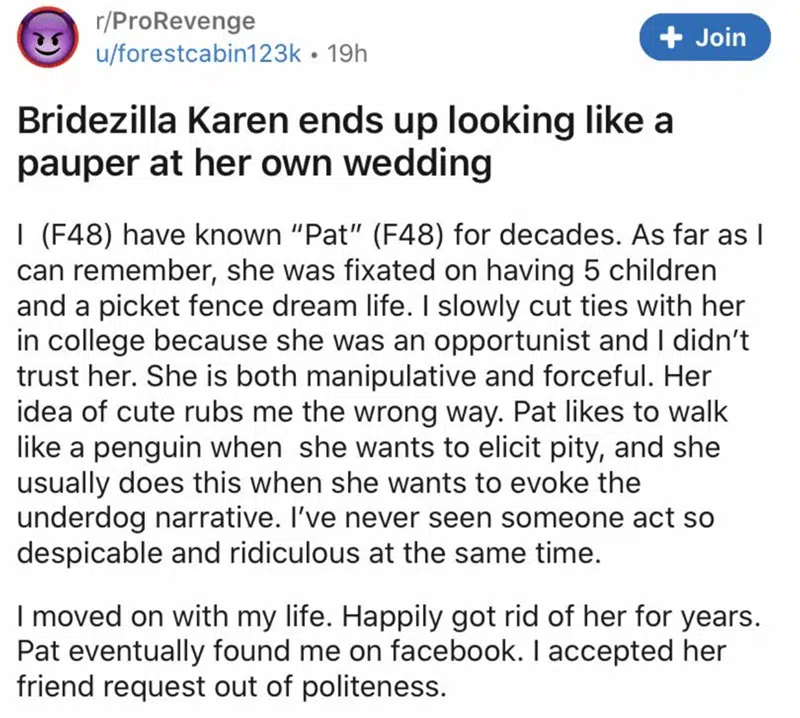 r/ProRevenge
u/forestcabin123k • 19h
+ Join
Bridezilla Karen ends up looking like a
pauper at her own wedding
I  (F48) have known “Pat” (F48) for decades. As far as I
can remember, she was fixated on having 5 children
and a picket fence dream life. I slowly cut ties with her
in college because she was an opportunist and I didn’t
trust her. She is both manipulative and forceful. Her
idea of cute rubs me the wrong way. Pat likes to walk
like a penguin when  she wants to elicit pity, and she
usually does this when she wants to evoke the
underdog narrative. I’ve never seen someone act so
despicable and ridiculous at the same time.
I moved on with my life. Happily got rid of her for years.
Pat eventually found me on facebook. I accepted her
friend request out of politeness.